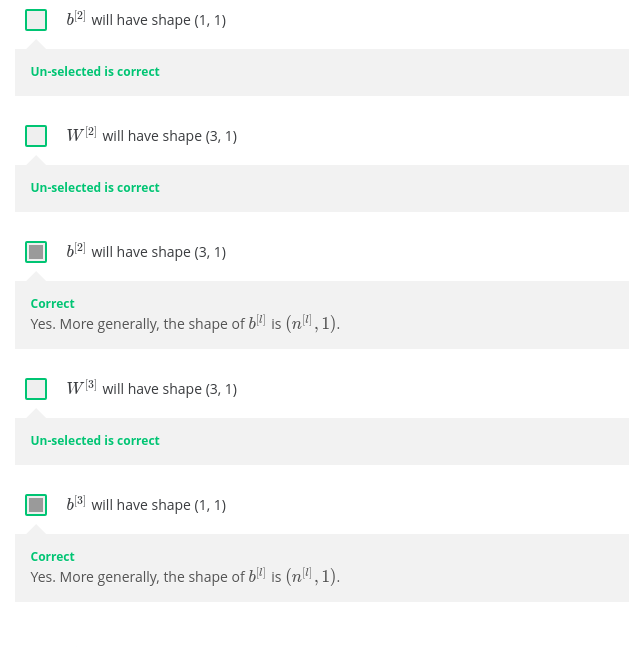 b^[2] will have shape (1, 1)
Un-selected is correct
W^[2] will have shape (3, 1)
Un-selected is correct
b^[2] will have shape (3, 1)
Correct
Yes. More generally, the shape of b^[l] is (n^[l], 1).
W^[3] will have shape (3, 1)
Un-selected is correct
b^[3] will have shape (1, 1)
Correct
Yes. More generally, the shape of b^[l] is (n^[l], 1).